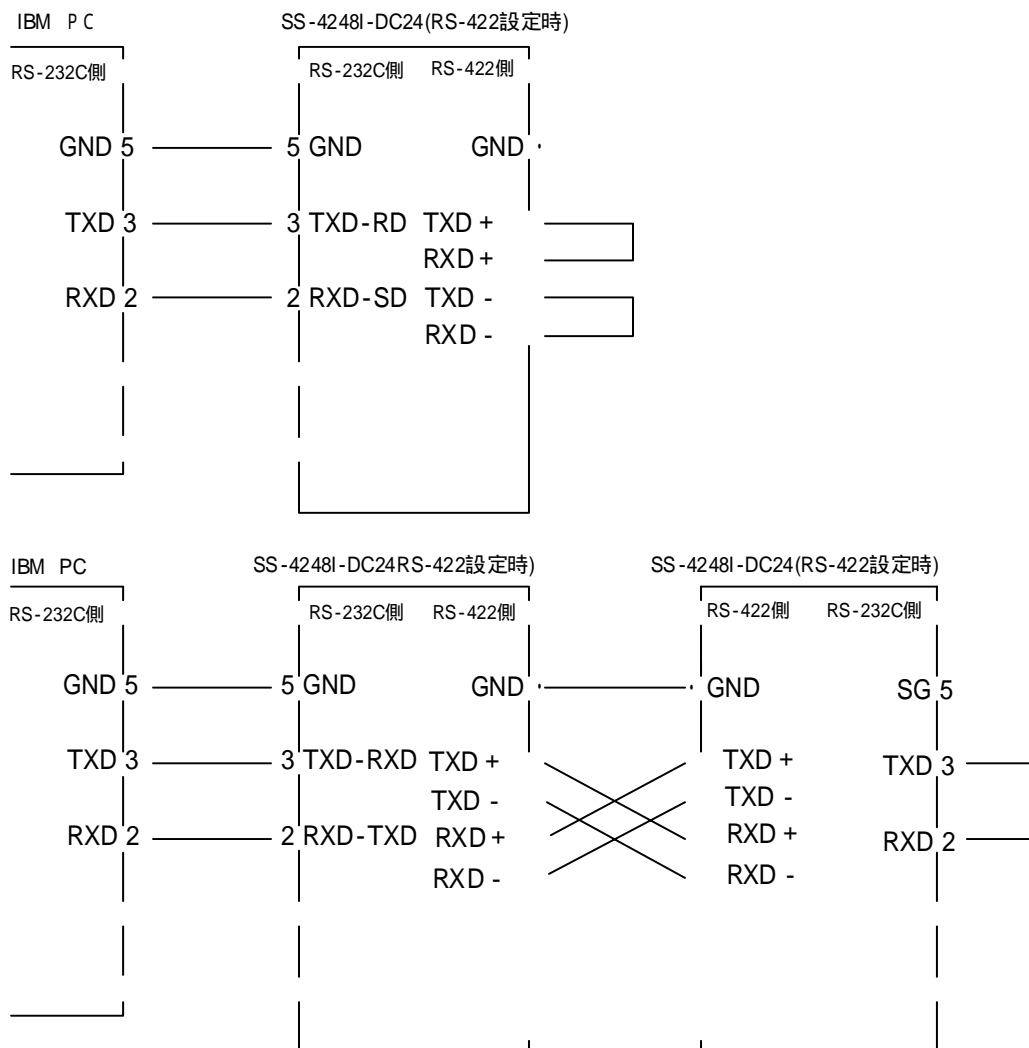 IBM PC SS-4248I-DC24(RS-422設定時)
RS-232C側 RS-232C側 RS-422側
GND 5 5 GND GND
TXD 3 3 TXD-RD TXD +
RXD +
RXD 2 2 RXD-SD TXD -
RXD -
IBM PC SS-4248I-DC24RS-422設定時) SS-4248I-DC24(RS-422設定時)
RS-232C側 RS-232C側 RS-422側 RS-422側 RS-232C側
GND 5 5 GND GND GND SG 5
TXD 3 3 TXD-RXD TXD + TXD + TXD 3
TXD - TXD -
RXD 2 2 RXD-TXD RXD + RXD + RXD 2
RXD - RXD -